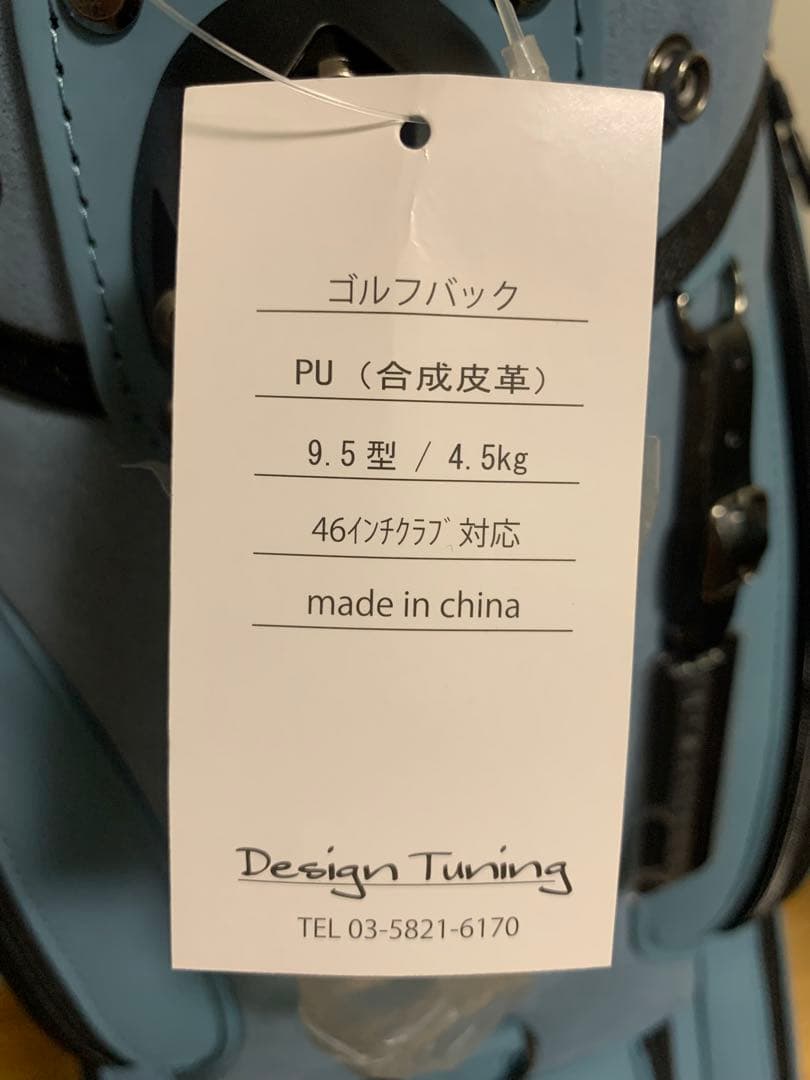 ゴルフバック
PU（合成皮革）
9.5型 / 4.5kg
46ｲﾝﾁｸﾗﾌﾞ対応
made in china
Design Tuning
TEL 03-5821-6170